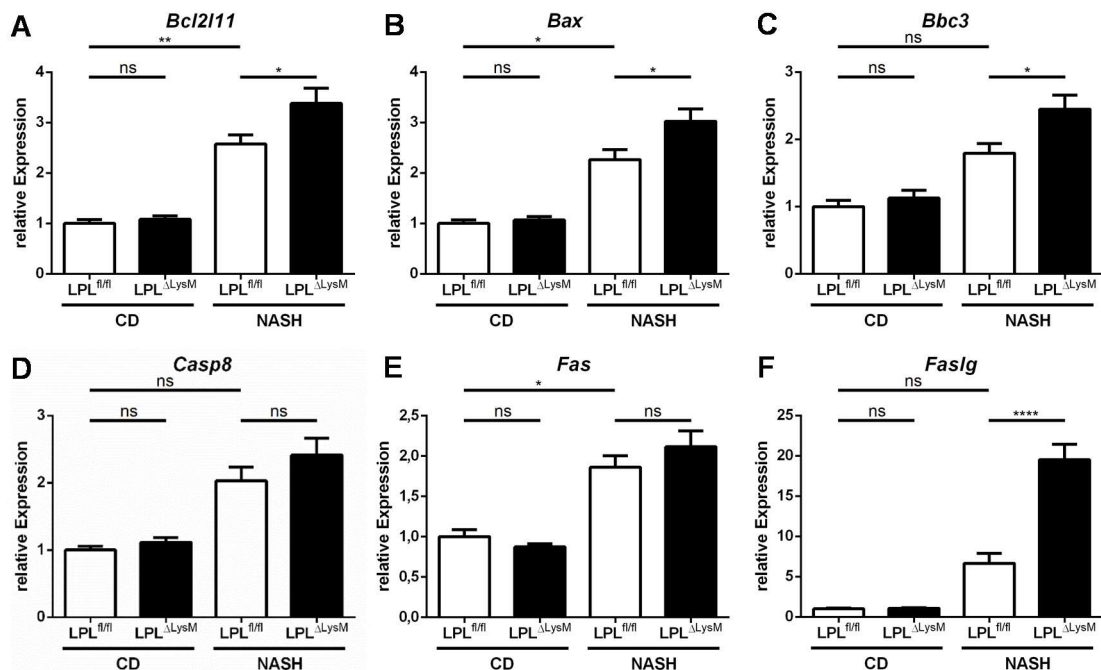 A
Bcl2l11
**
ns
*
relative Expression
4
3
2
1
0
LPLfl/fl LPLΔLysM LPLfl/fl LPLΔLysM
CD NASH
B
Bax
*
ns
*
relative Expression
4
3
2
1
0
LPLfl/fl LPLΔLysM LPLfl/fl LPLΔLysM
CD NASH
C
Bbc3
ns
ns
*
relative Expression
3
2
1
0
LPLfl/fl LPLΔLysM LPLfl/fl LPLΔLysM
CD NASH
D
Casp8
ns
ns
ns
relative Expression
3
2
1
0
LPLfl/fl LPLΔLysM LPLfl/fl LPLΔLysM
CD NASH
E
Fas
*
ns
ns
relative Expression
2,5
2,0
1,5
1,0
0,5
0,0
LPLfl/fl LPLΔLysM LPLfl/fl LPLΔLysM
CD NASH
F
Faslg
ns
ns
****
relative Expression
25
20
15
10
5
0
LPLfl/fl LPLΔLysM LPLfl/fl LPLΔLysM
CD NASH